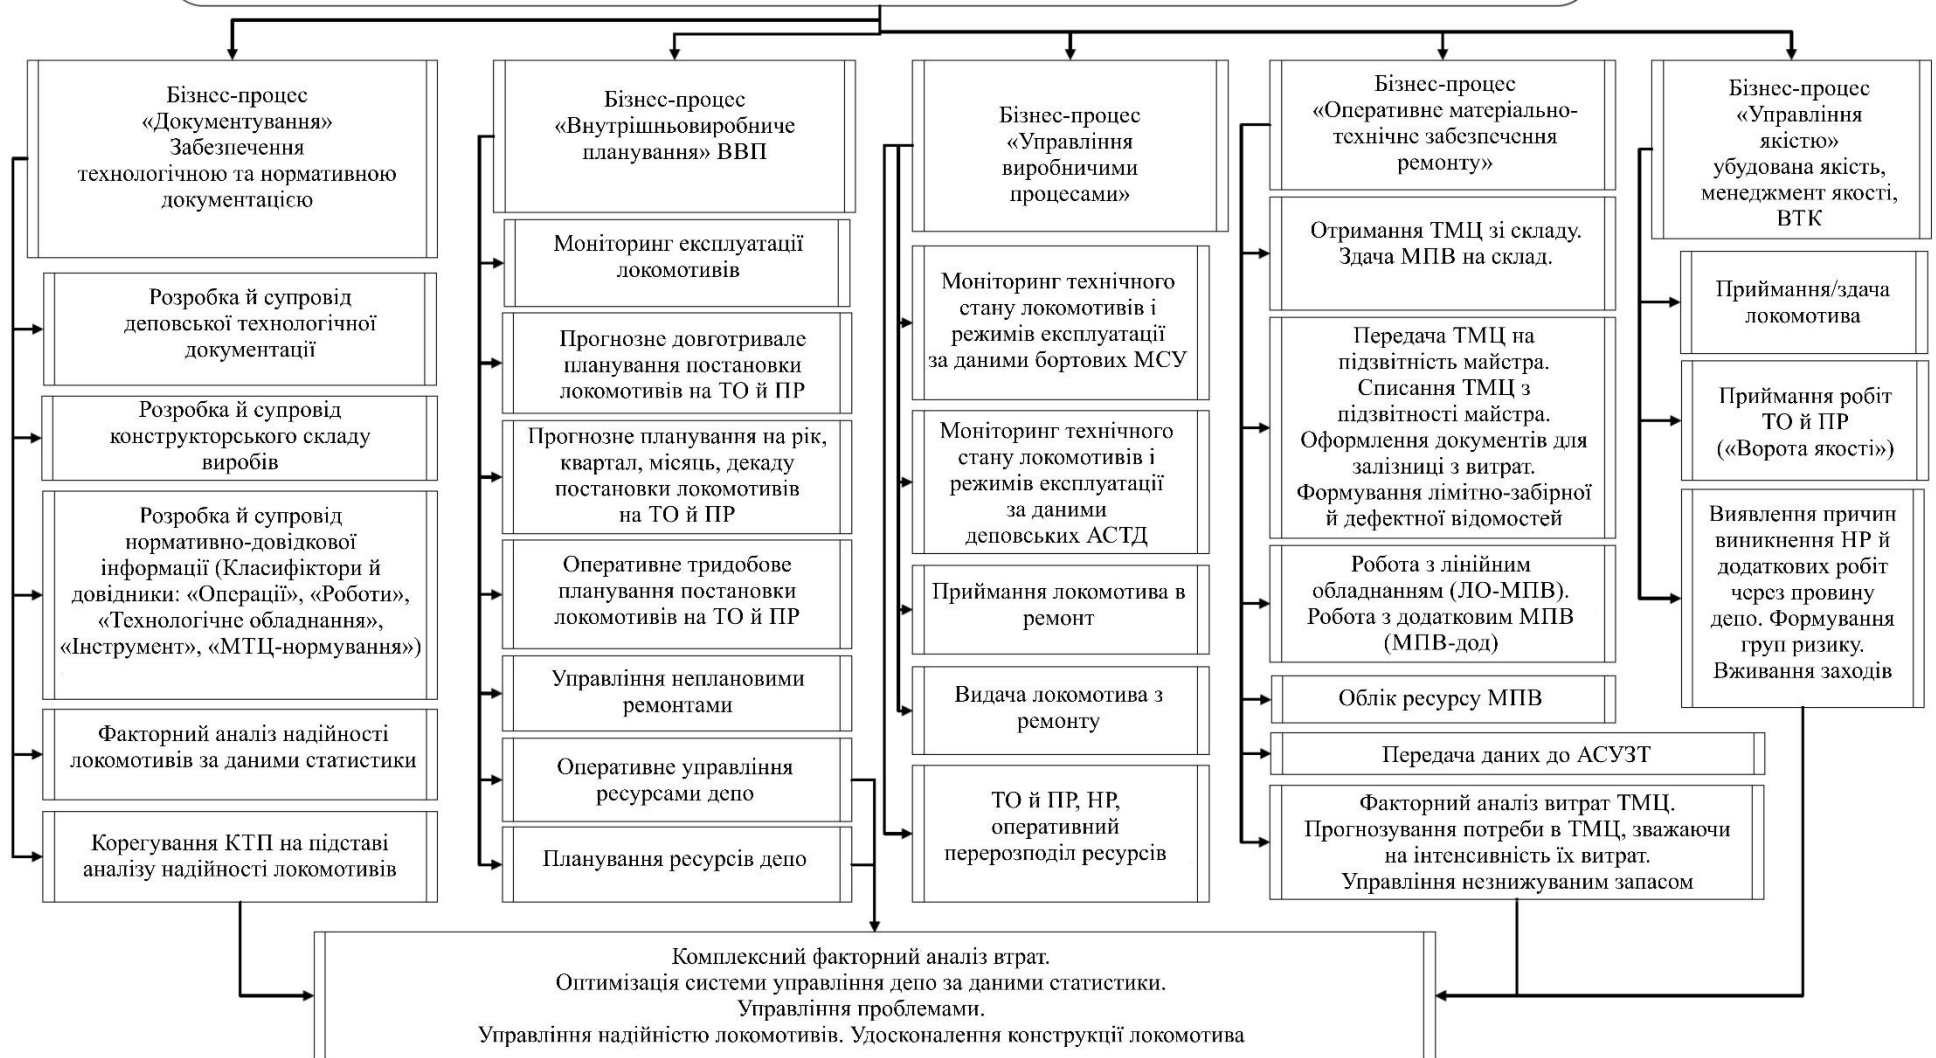 Бізнес-процес
«Документування»
Забезпечення
технологічною та нормативною
документацією
Розробка й супровід
деповської технологічної
документації
Розробка й супровід
конструкторського складу
виробів
Розробка й супровід
нормативно-довідкової
інформації (Класифіктори й
довідники: «Операції», «Роботи»,
«Технологічне обладнання»,
«Інструмент», «МТЦ-нормування»)
Факторний аналіз надійності
локомотивів за даними статистики
Корегування КТП на підставі
аналізу надійності локомотивів
Бізнес-процес
«Внутрішньовиробниче
планування» ВВП
Моніторинг експлуатації
локомотивів
Прогнозне довготривале
планування постановки
локомотивів на ТО й ПР
Прогнозне планування на рік,
квартал, місяць, декаду
постановки локомотивів
на ТО й ПР
Оперативне тридобове
планування постановки
локомотивів на ТО й ПР
Управління неплановими
ремонтами
Оперативне управління
ресурсами депо
Планування ресурсів депо
Бізнес-процес
«Управління
виробничими
процесами»
Моніторинг технічного
стану локомотивів і
режимів експлуатації
за даними бортових МСУ
Моніторинг технічного
стану локомотивів і
режимів експлуатації
за даними
деповських АСТД
Приймання локомотива в
ремонт
Видача локомотива з
ремонту
ТО й ПР, НР,
оперативний
перерозподіл ресурсів
Бізнес-процес
«Оперативне матеріально-
технічне забезпечення
ремонту»
Отримання ТМЦ зі складу.
Здача МПВ на склад.
Передача ТМЦ на
підзвітність майстра.
Списання ТМЦ з
підзвітності майстра.
Оформлення документів для
залізниці з витрат.
Формування лімітно-забірної
й дефектної відомостей
Робота з лінійним
обладнанням (ЛО-МПВ).
Робота з додатковим МПВ
(МПВ-дод)
Облік ресурсу МПВ
Передача даних до АСУЗТ
Факторний аналіз витрат ТМЦ.
Прогнозування потреби в ТМЦ, зважаючи
на інтенсивність їх витрат.
Управління незнижуваним запасом
Бізнес-процес
«Управління
якістю»
убудована якість,
менеджмент якості,
ВТК
Приймання/здача
локомотива
Приймання робіт
ТО й ПР
(«Ворота якості»)
Виявлення причин
виникнення НР й
додаткових робіт
через провину
депо. Формування
груп ризику.
Вживання заходів
Комплексний факторний аналіз втрат.
Оптимізація системи управління депо за даними статистики.
Управління проблемами.
Управління надійністю локомотивів. Удосконалення конструкції локомотива